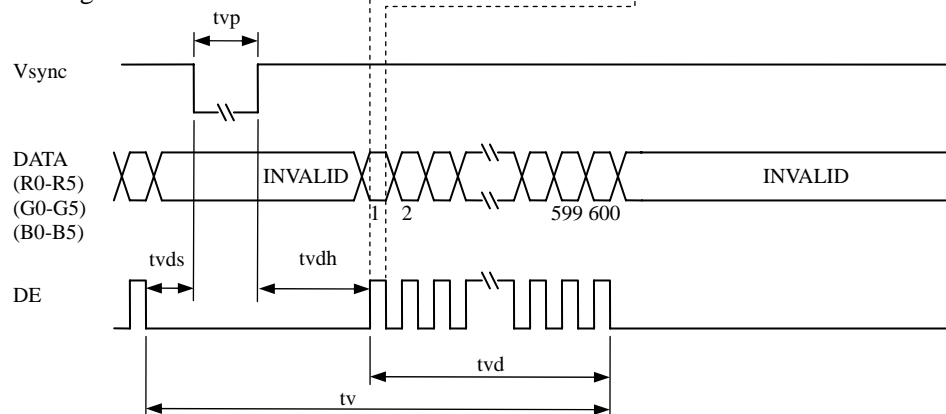 tvp
Vsync
DATA
(R0-R5)
(G0-G5)
(B0-B5)
INVALID
INVALID
1 2 599 600
tvds
tvdh
DE
tvd
tv